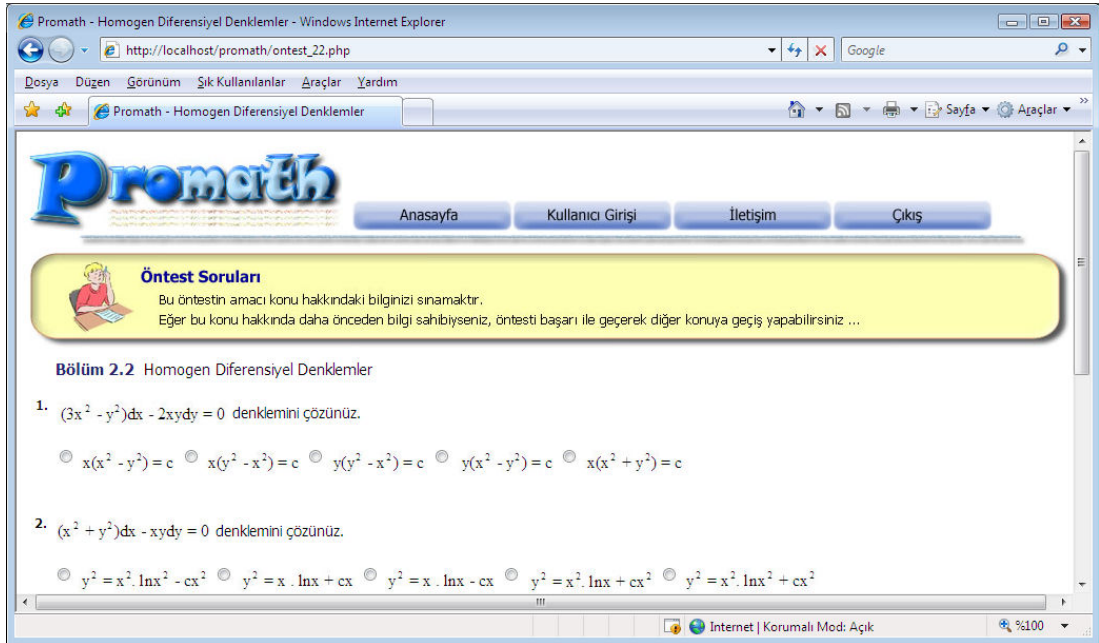 Promath - Homogen Diferensiyel Denklemler - Windows Internet Explorer
http://localhost/promath/ontest_22.php
Google
Dosya Düzen Görünüm Sık Kullanılanlar Araçlar Yardım
Promath - Homogen Diferensiyel Denklemler
Sayfa Araçlar
Promath
Anasayfa Kullanıcı Girişi İletişim Çıkış
Öntest Soruları
Bu öntestin amacı konu hakkındaki bilginizi sınamaktır.
Eğer bu konu hakkında daha önceden bilgi sahibiyseniz, öntesti başarı ile geçerek diğer konuya geçiş yapabilirsiniz ...
Bölüm 2.2 Homogen Diferensiyel Denklemler
1. (3x² - y²)dx - 2xydy = 0 denklemini çözünüz.
x(x² - y²) = c x(y² - x²) = c y(y² - x²) = c y(x² - y²) = c x(x² + y²) = c
2. (x² + y²)dx - xydy = 0 denklemini çözünüz.
y² = x². lnx² - cx² y² = x . lnx + cx y² = x . lnx - cx y² = x². lnx + cx² y² = x². lnx² + cx²
Internet | Korumalı Mod: Açık %100